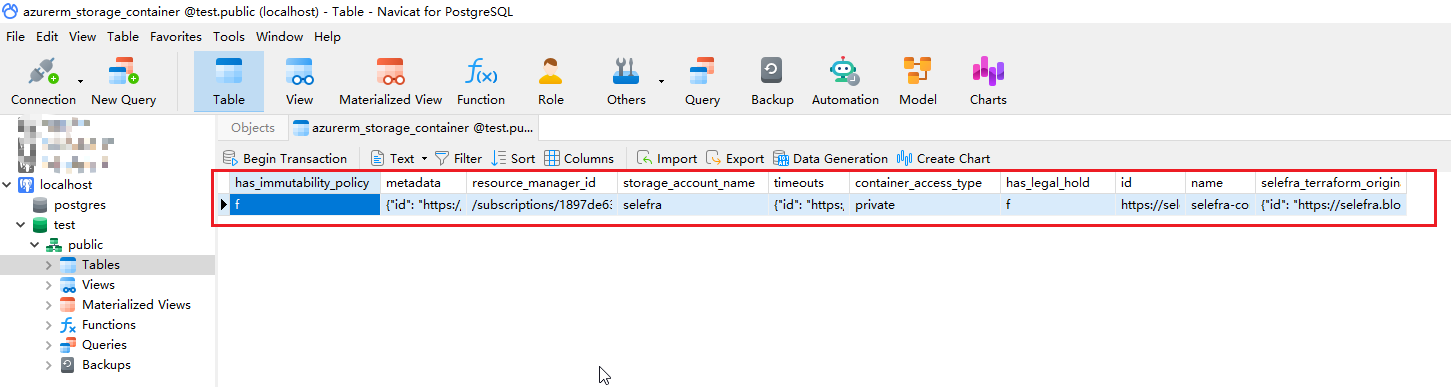 azurerm_storage_container @test.public (localhost) - Table - Navicat for PostgreSQL
File Edit View Table Favorites Tools Window Help
Connection New Query Table View Materialized View Function Role Others Query Backup Automation Model Charts
Objects azurerm_storage_container @test.pu...
Begin Transaction Text Filter Sort Columns Import Export Data Generation Create Chart
has_immutability_policy metadata resource_manager_id storage_account_name timeouts container_access_type has_legal_hold id name selefra_terraform_origin
f {"id": "https:/, /subscriptions/1897de63 selefra {"id": "https:, private f https://sel selefra-co {"id": "https://selefra.blo
localhost
postgres
test
public
Tables
Views
Materialized Views
Functions
Queries
Backups